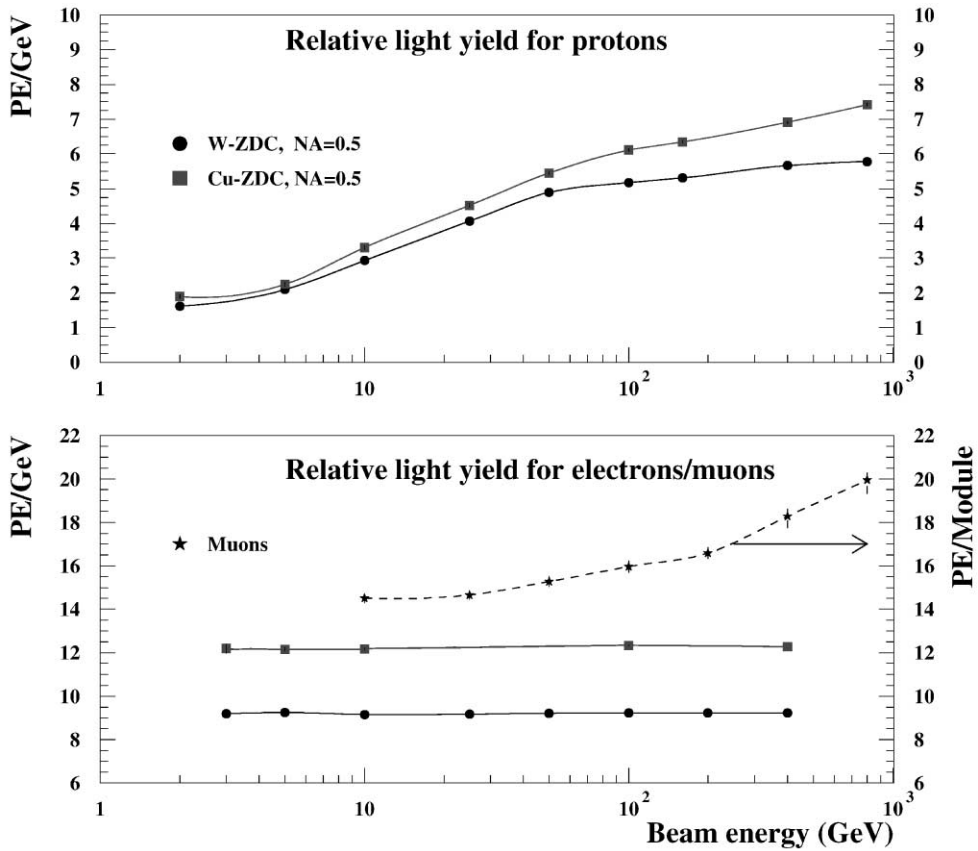 Relative light yield for protons
PE/GeV
W-ZDC, NA=0.5
Cu-ZDC, NA=0.5
10 10
9 9
8 8
7 7
6 6
5 5
4 4
3 3
2 2
1 1
0 0
1 10 10² 10³
Relative light yield for electrons/muons
PE/GeV
PE/Module
Muons
22 22
20 20
18 18
16 16
14 14
12 12
10 10
8 8
6 6
1 10 10² 10³
Beam energy (GeV)